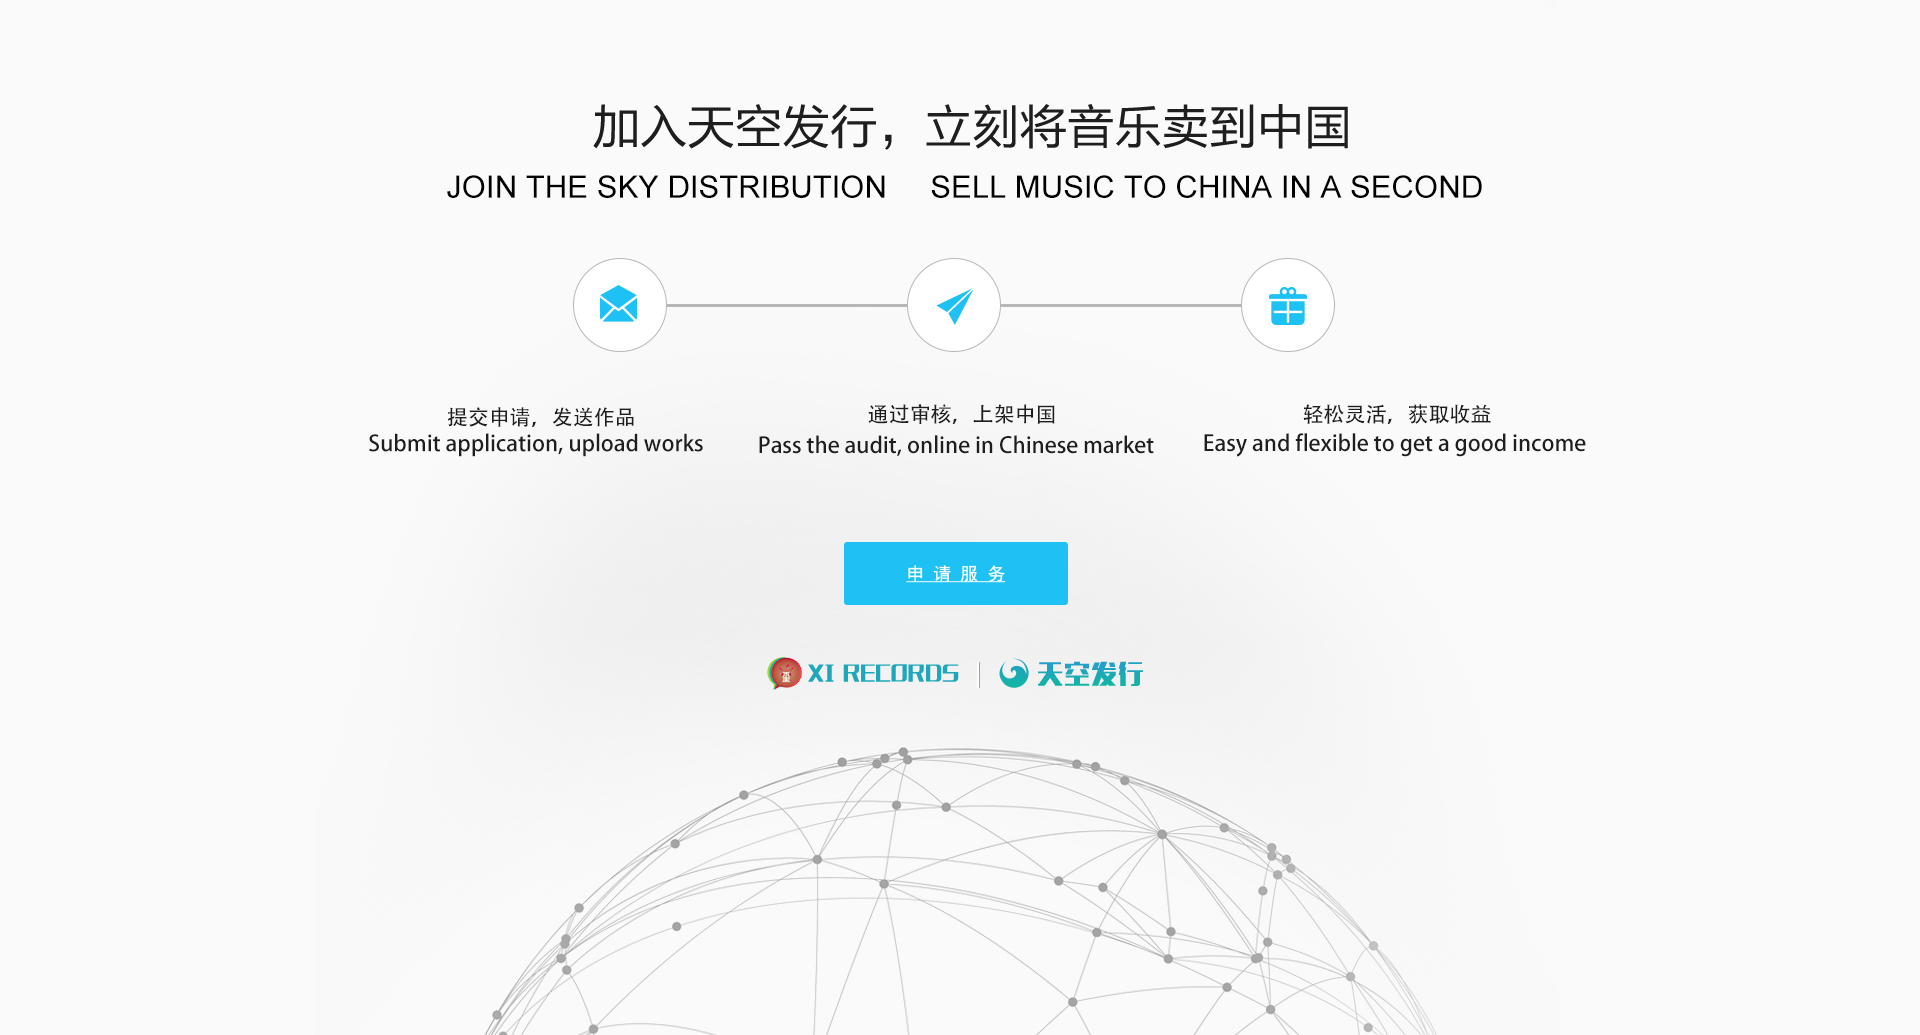 加入天空发行，立刻将音乐卖到中国
JOIN THE SKY DISTRIBUTION SELL MUSIC TO CHINA IN A SECOND
提交申请，发送作品
Submit application, upload works
通过审核，上架中国
Pass the audit, online in Chinese market
轻松灵活，获取收益
Easy and flexible to get a good income
申请服务
XI RECORDS
天空发行